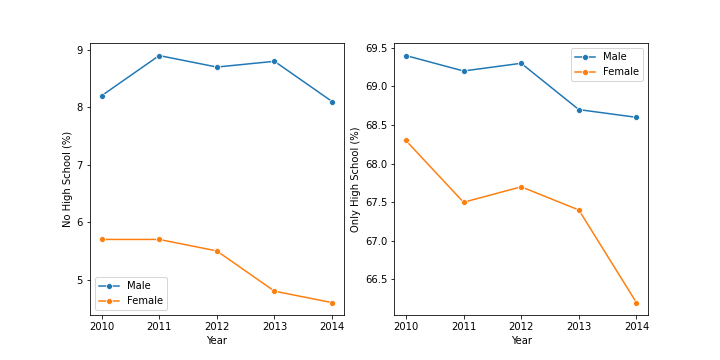 No High School (%)
9
8
7
6
5
Male
Female
2010 2011 2012 2013 2014
Year
Only High School (%)
69.5
69.0
68.5
68.0
67.5
67.0
66.5
Male
Female
2010 2011 2012 2013 2014
Year